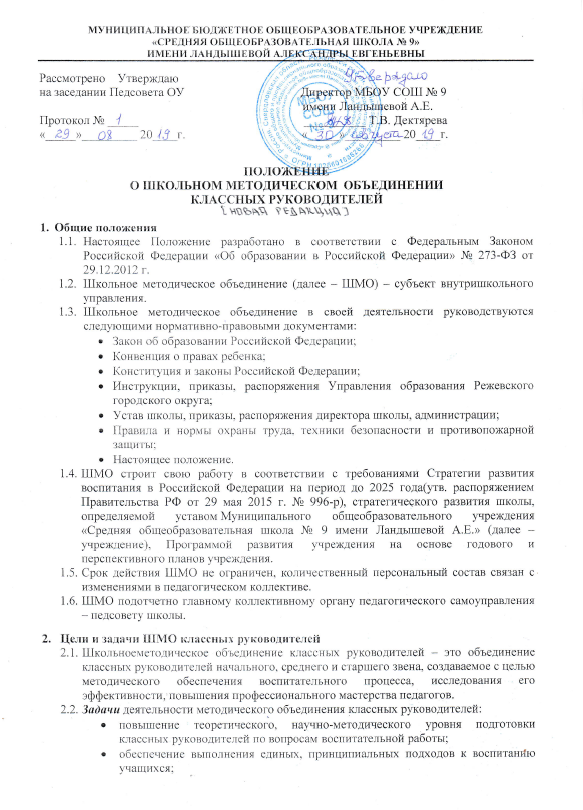 МУНИЦИПАЛЬНОЕ БЮДЖЕТНОЕ ОБЩЕОБРАЗОВАТЕЛЬНОЕ УЧРЕЖДЕНИЕ
«СРЕДНЯЯ ОБЩЕОБРАЗОВАТЕЛЬНАЯ ШКОЛА № 9»
ИМЕНИ ЛАНДЫШЕВОЙ АЛЕКСАНДРЫ ЕВГЕНЬЕВНЫ
Рассмотрено Утверждаю
Утверждаю
на заседании Педсовета ОУ Директор МБОУ СОШ № 9
имени Ландышевой А.Е.
Протокол № 1 Т.В. Дектярева
« 29 » 08 20 19 г. « 30 » августа 20 19 г.
МБОУ
СОШ
ПОЛОЖЕНИЕ
О ШКОЛЬНОМ МЕТОДИЧЕСКОМ ОБЪЕДИНЕНИИ
КЛАССНЫХ РУКОВОДИТЕЛЕЙ
[НОВАЯ РЕДАКЦИЯ]
1. Общие положения
1.1. Настоящее Положение разработано в соответствии с Федеральным Законом
Российской Федерации «Об образовании в Российской Федерации» № 273-ФЗ от
29.12.2012 г.
1.2. Школьное методическое объединение (далее – ШМО) – субъект внутришкольного
управления.
1.3. Школьное методическое объединение в своей деятельности руководствуются
следующими нормативно-правовыми документами:
• Закон об образовании Российской Федерации;
• Конвенция о правах ребенка;
• Конституция и законы Российской Федерации;
• Инструкции, приказы, распоряжения Управления образования Режевского
городского округа;
• Устав школы, приказы, распоряжения директора школы, администрации;
• Правила и нормы охраны труда, техники безопасности и противопожарной
защиты;
• Настоящее положение.
1.4. ШМО строит свою работу в соответствии с требованиями Стратегии развития
воспитания в Российской Федерации на период до 2025 года(утв. распоряжением
Правительства РФ от 29 мая 2015 г. № 996-р), стратегического развития школы,
определяемой уставом Муниципального общеобразовательного учреждения
«Средняя общеобразовательная школа № 9 имени Ландышевой А.Е.» (далее –
учреждение), Программой развития учреждения на основе годового и
перспективного планов учреждения.
1.5. Срок действия ШМО не ограничен, количественный персональный состав связан с
изменениями в педагогическом коллективе.
1.6. ШМО подотчетно главному коллективному органу педагогического самоуправления
– педсовету школы.
2. Цели и задачи ШМО классных руководителей
2.1. Школьноеметодическое объединение классных руководителей – это объединение
классных руководителей начального, среднего и старшего звена, создаваемое с целью
методического обеспечения воспитательного процесса, исследования его
эффективности, повышения профессионального мастерства педагогов.
2.2. Задачи деятельности методического объединения классных руководителей:
• повышение теоретического, научно-методического уровня подготовки
классных руководителей по вопросам воспитательной работы;
• обеспечение выполнения единых, принципиальных подходов к воспитанию
учащихся;